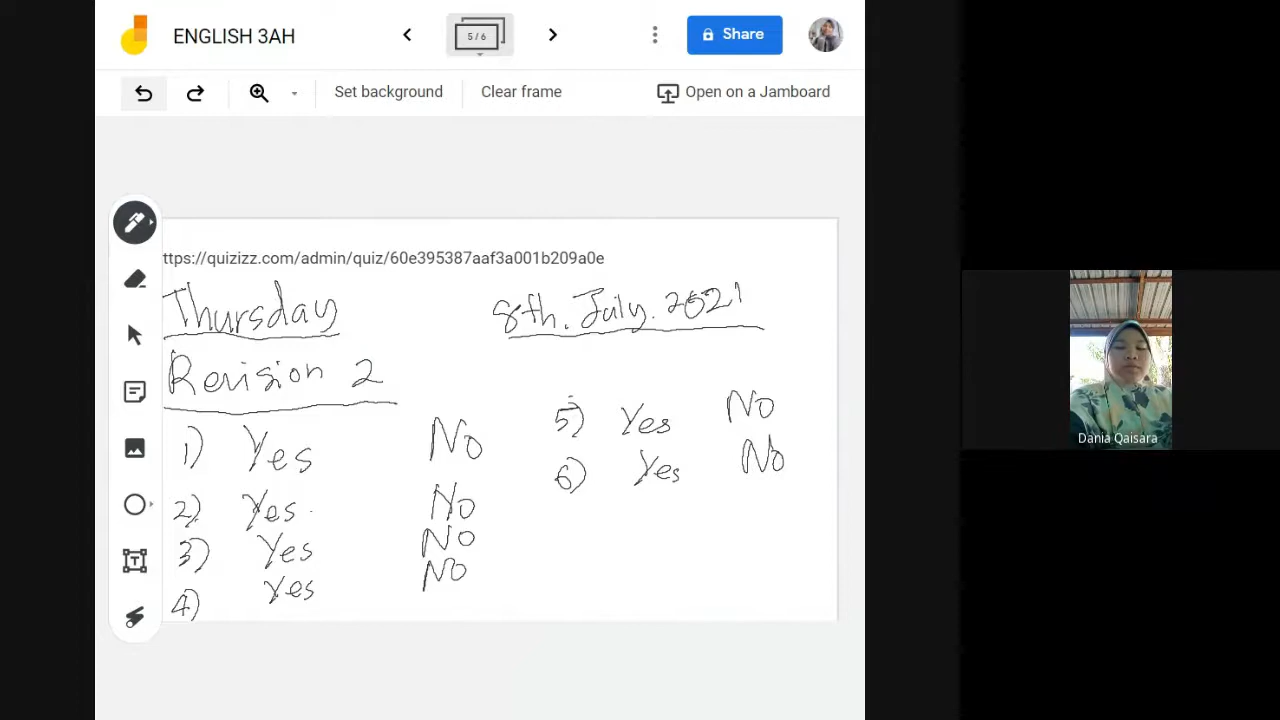 ENGLISH 3AH
5 / 6
Share
Set background
Clear frame
Open on a Jamboard
ttps://quizizz.com/admin/quiz/60e395387aaf3a001b209a0e
Thursday 8th. July. 2021
Revision 2
1) Yes No
2) Yes No
3) Yes No
4) Yes No
5) Yes No
6) Yes No
Dania Qaisara